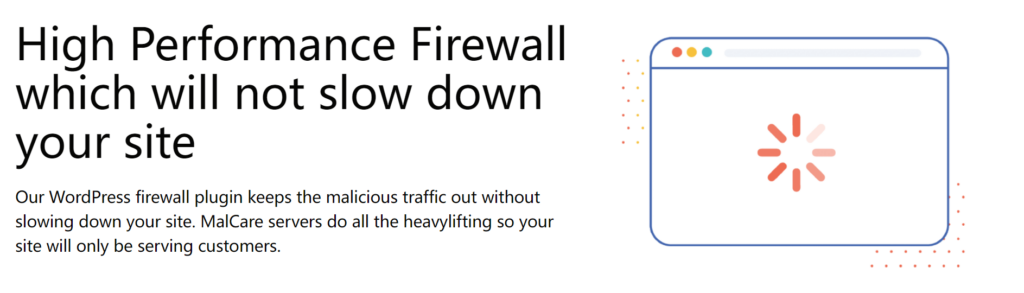 High Performance Firewall
which will not slow down
your site
Our WordPress firewall plugin keeps the malicious traffic out without
slowing down your site. MalCare servers do all the heavylifting so your
site will only be serving customers.